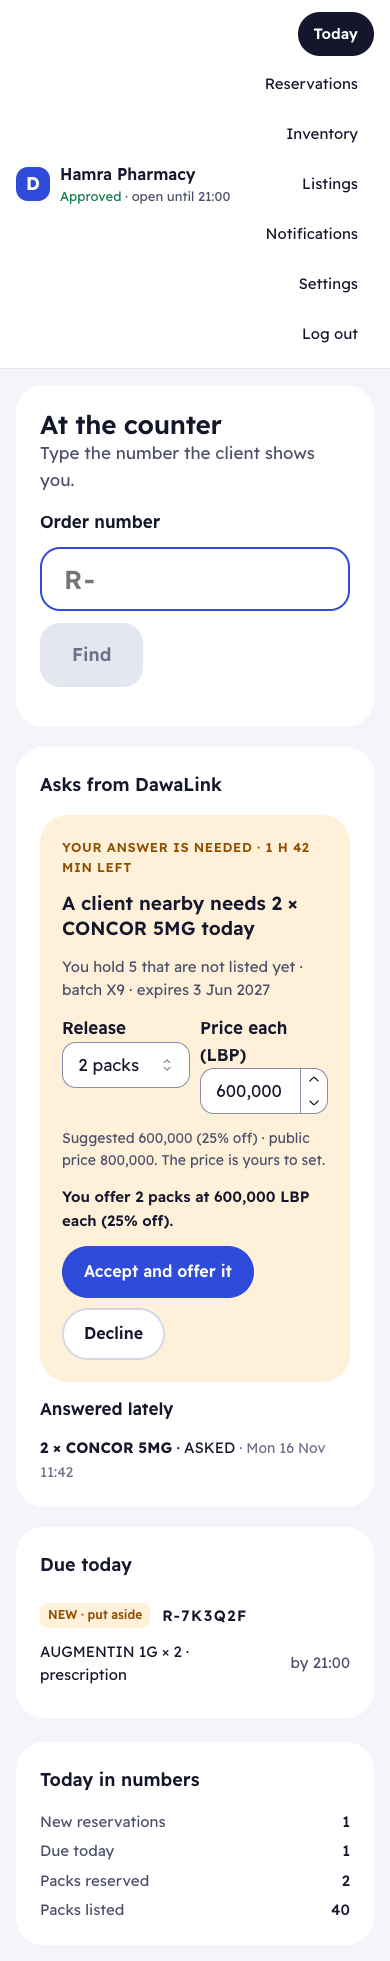 Today
Reservations
Inventory
D
Hamra Pharmacy
Approved · open until 21:00
Listings
Notifications
Settings
Log out
At the counter
Type the number the client shows
you.
Order number
R-
Find
Asks from DawaLink
YOUR ANSWER IS NEEDED · 1 H 42
MIN LEFT
A client nearby needs 2 ×
CONCOR 5MG today
You hold 5 that are not listed yet ·
batch X9 · expires 3 Jun 2027
Release
Price each
(LBP)
2 packs
600,000
Suggested 600,000 (25% off) · public
price 800,000. The price is yours to set.
You offer 2 packs at 600,000 LBP
each (25% off).
Accept and offer it
Decline
Answered lately
2 × CONCOR 5MG · ASKED · Mon 16 Nov
11:42
Due today
NEW · put aside R-7K3Q2F
AUGMENTIN 1G × 2 ·
prescription
by 21:00
Today in numbers
New reservations 1
Due today 1
Packs reserved 2
Packs listed 40